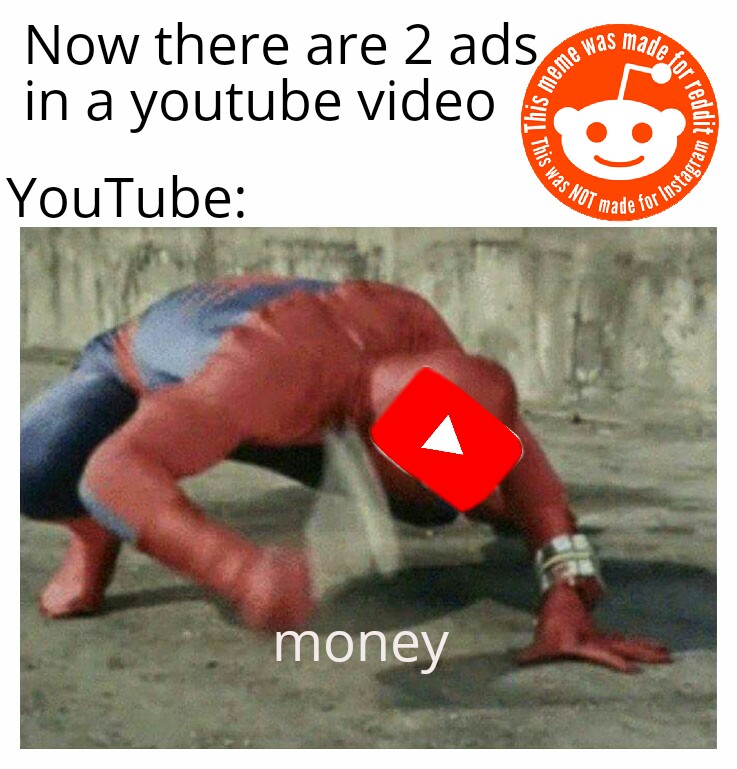 Now there are 2 ads
in a youtube video
This meme was made for reddit
This was NOT made for Instagram
YouTube:
money